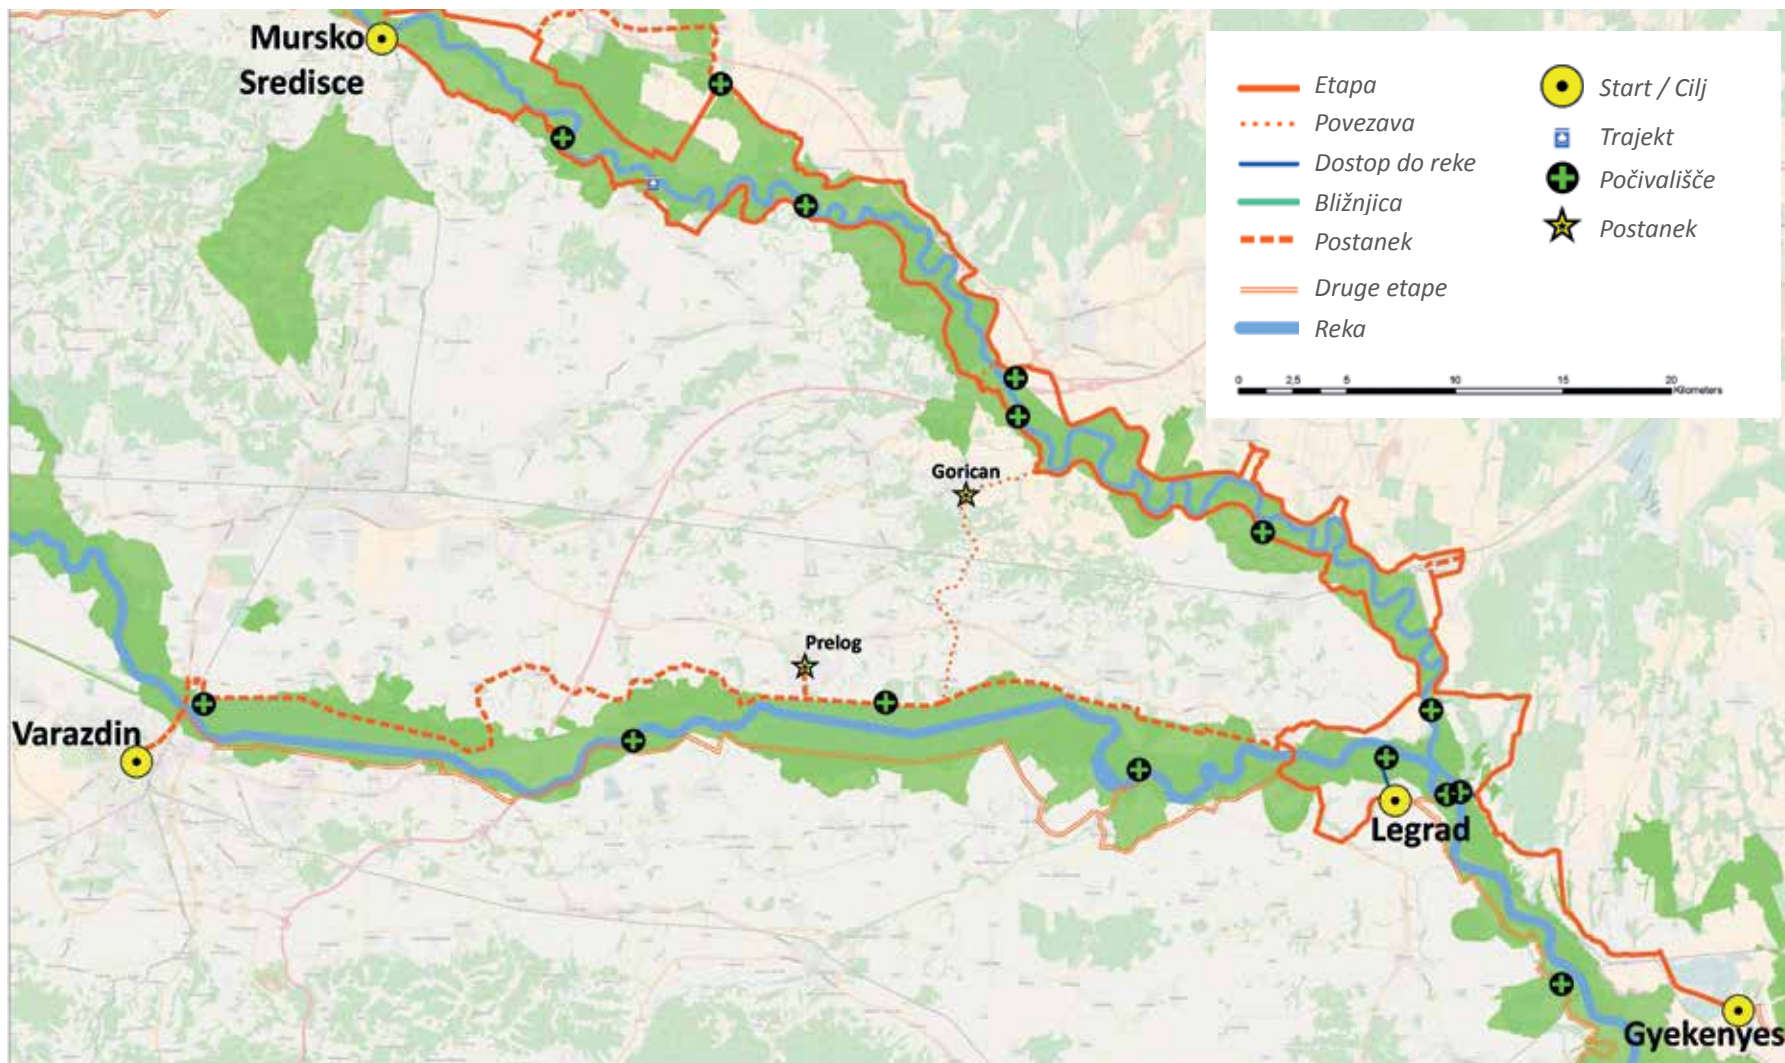 Mursko
Sredisce
Etapa
Povezava
Dostop do reke
Bližnjica
Postanek
Druge etape
Reka
Start / Cilj
Trajekt
Počivališče
Postanek
0 2,5 5 10 15 20
Kilometers
Gorican
Prelog
Varazdin
Legrad
Gyekenyes